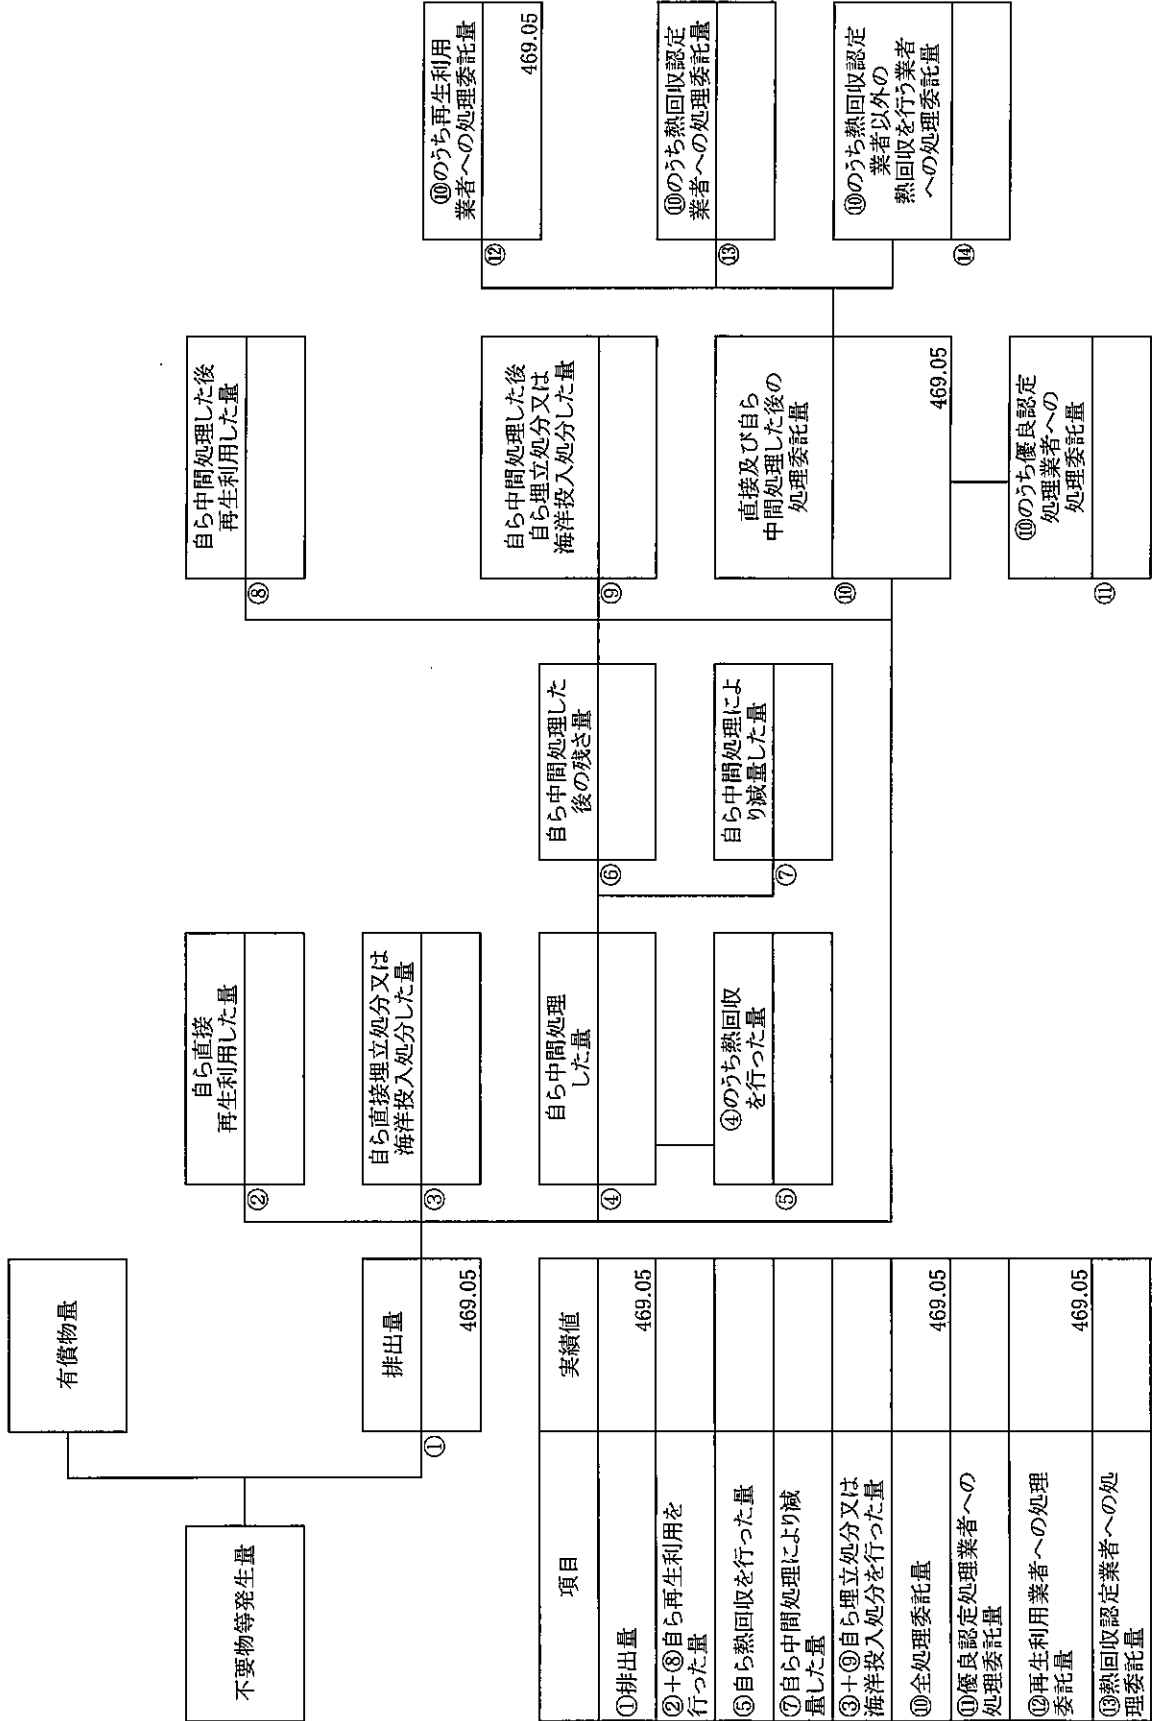 不要物等発生量
有償物量
①
排出量
469.05
②
自ら直接
再生利用した量
③
自ら直接埋立処分又は
海洋投入処分した量
④
自ら中間処理
した量
⑤
④のうち熱回収
を行った量
⑥
自ら中間処理した
後の残さ量
⑦
自ら中間処理によ
り減量した量
⑧
自ら中間処理した後
再生利用した量
⑨
自ら中間処理した後
自ら埋立処分又は
海洋投入処分した量
⑩
直接及び自ら
中間処理した後の
処理委託量
469.05
⑪
⑩のうち優良認定
処理業者への
処理委託量
⑫
⑩のうち再生利用
業者への処理委託量
469.05
⑬
⑩のうち熱回収認定
業者への処理委託量
⑭
⑩のうち熱回収認定
業者以外の
熱回収を行う業者
への処理委託量
項目 実績値
①排出量 469.05
②+⑧自ら再生利用を
行った量
⑤自ら熱回収を行った量
⑦自ら中間処理により減
量した量
③+⑨自ら埋立処分又は
海洋投入処分を行った量
⑩全処理委託量 469.05
⑪優良認定処理業者への
処理委託量
⑫再生利用業者への処理
委託量 469.05
⑬熱回収認定業者への処
理委託量